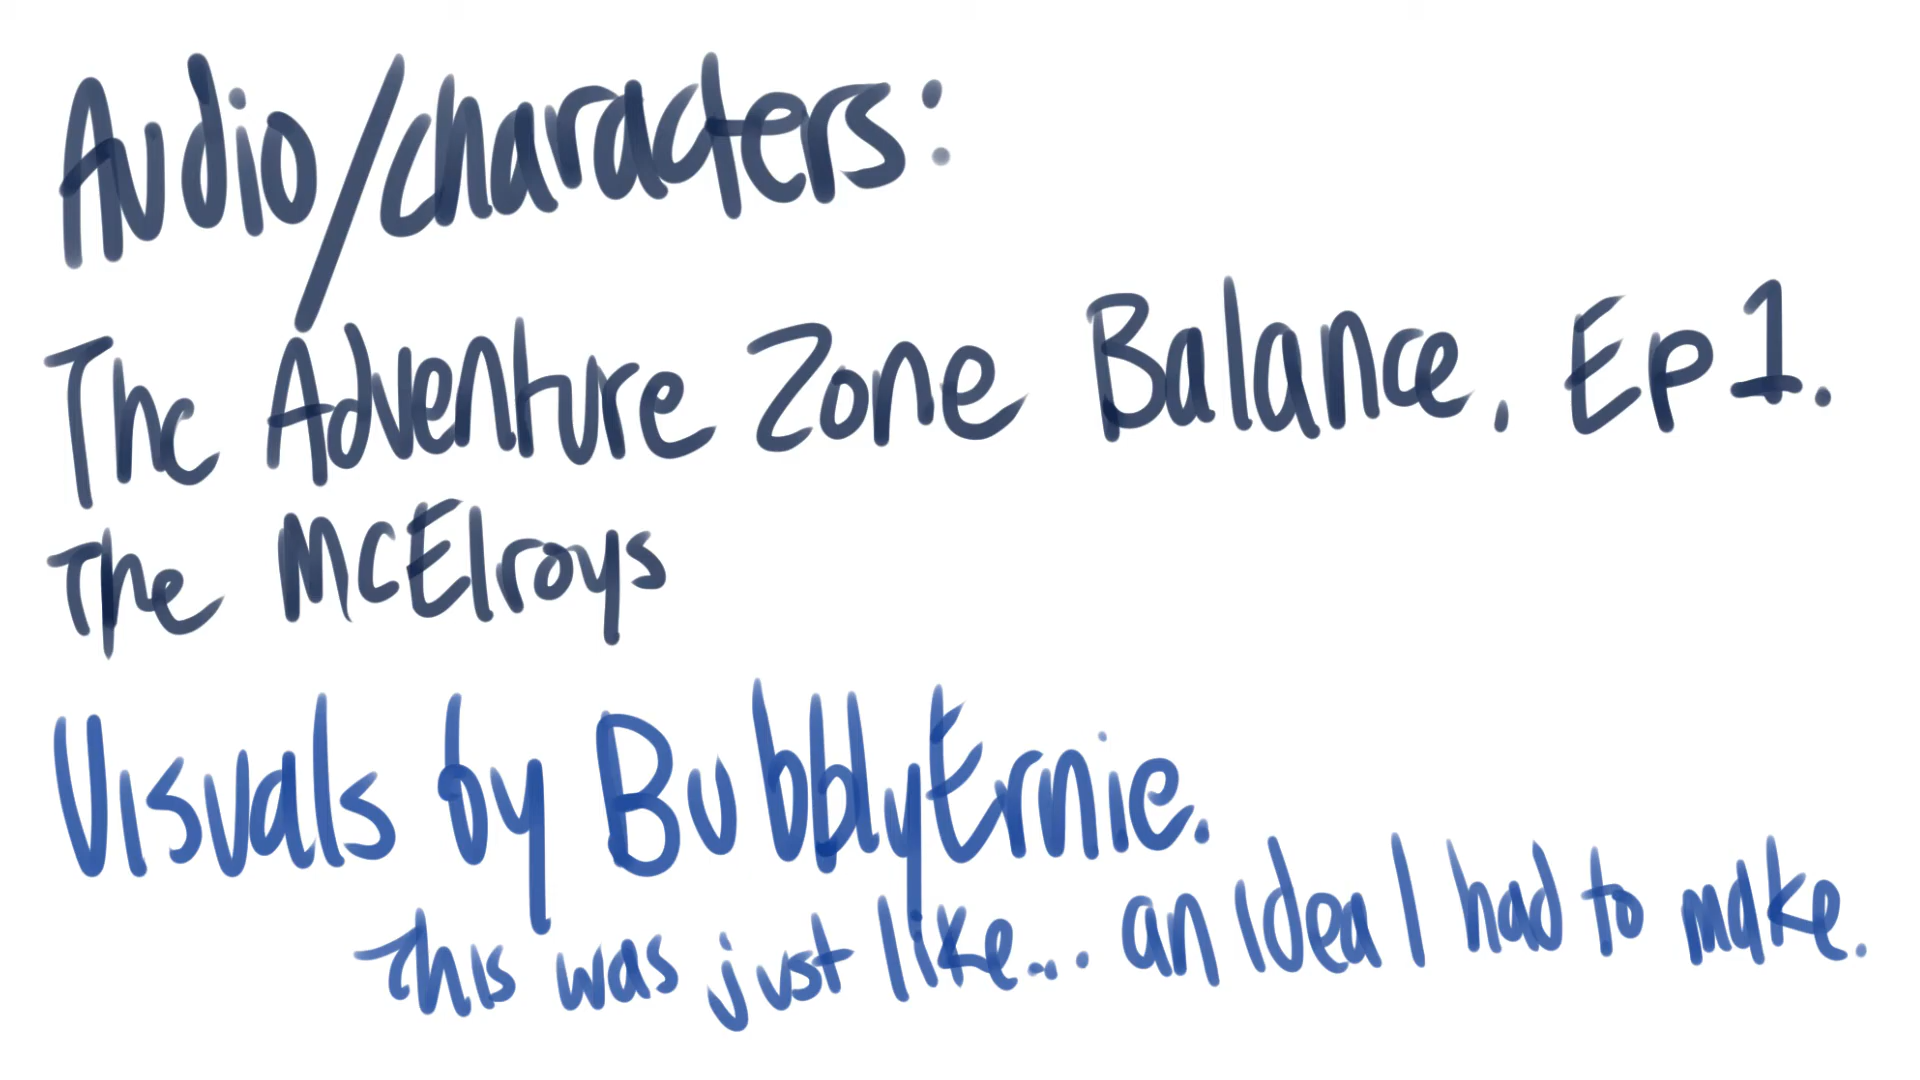 Audio/characters:
The Adventure Zone Balance. Ep 1.
The McElroys
Visuals by BubblyErnie.
This was just like... an idea I had to make.